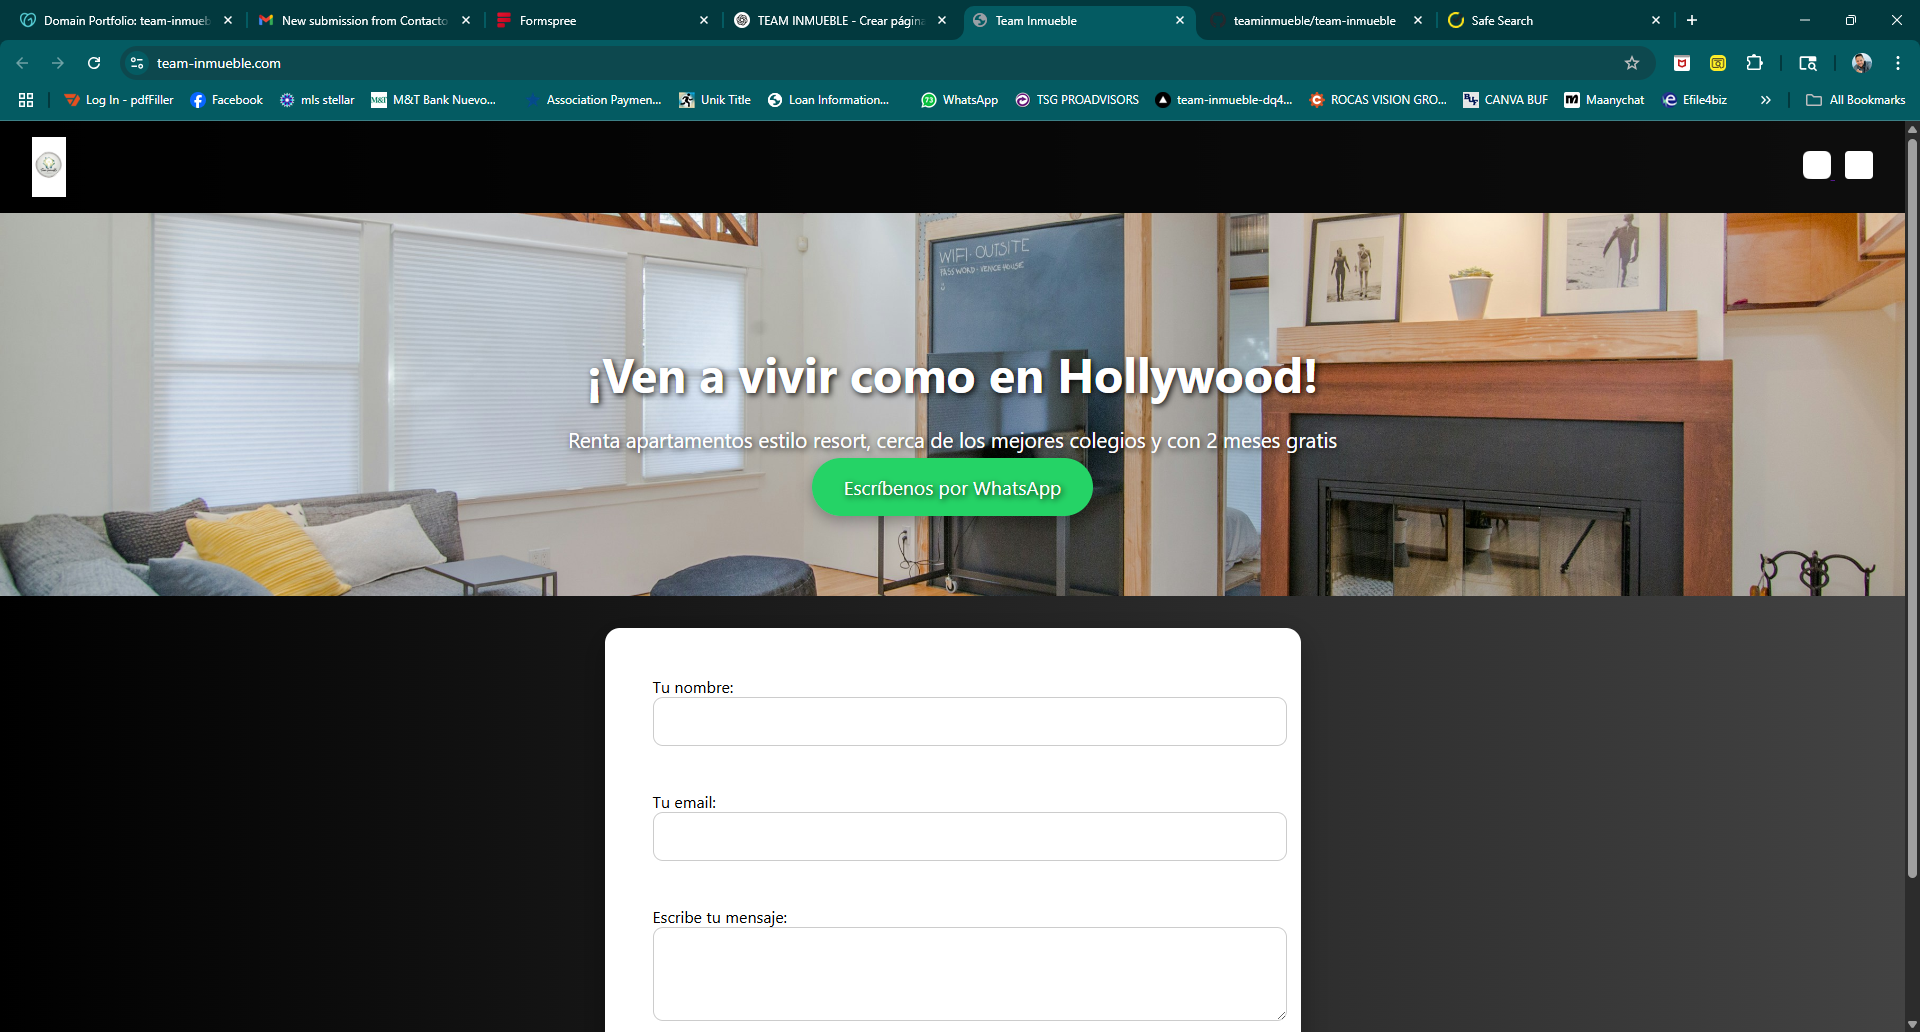 Domain Portfolio: team-inmueb
New submission from Contacto
Formspree
TEAM INMUEBLE - Crear página
Team Inmueble
teaminmueble/team-inmueble
Safe Search
team-inmueble.com
Log In - pdfFiller
Facebook
mls stellar
M&T Bank Nuevo...
Association Paymen...
Unik Title
Loan Information...
WhatsApp
TSG PROADVISORS
team-inmueble-dq4...
ROCAS VISION GRO...
CANVA BUF
Maanychat
Efile4biz
All Bookmarks
WIFI · OUTSITE
PASS WORD - VENICE HOUSE
¡Ven a vivir como en Hollywood!
Renta apartamentos estilo resort, cerca de los mejores colegios y con 2 meses gratis
Escríbenos por WhatsApp
Tu nombre:
Tu email:
Escribe tu mensaje: